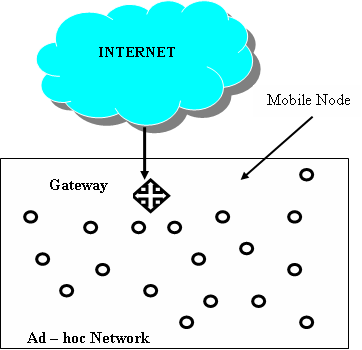 INTERNET
Mobile Node
Gateway
Ad – hoc Network